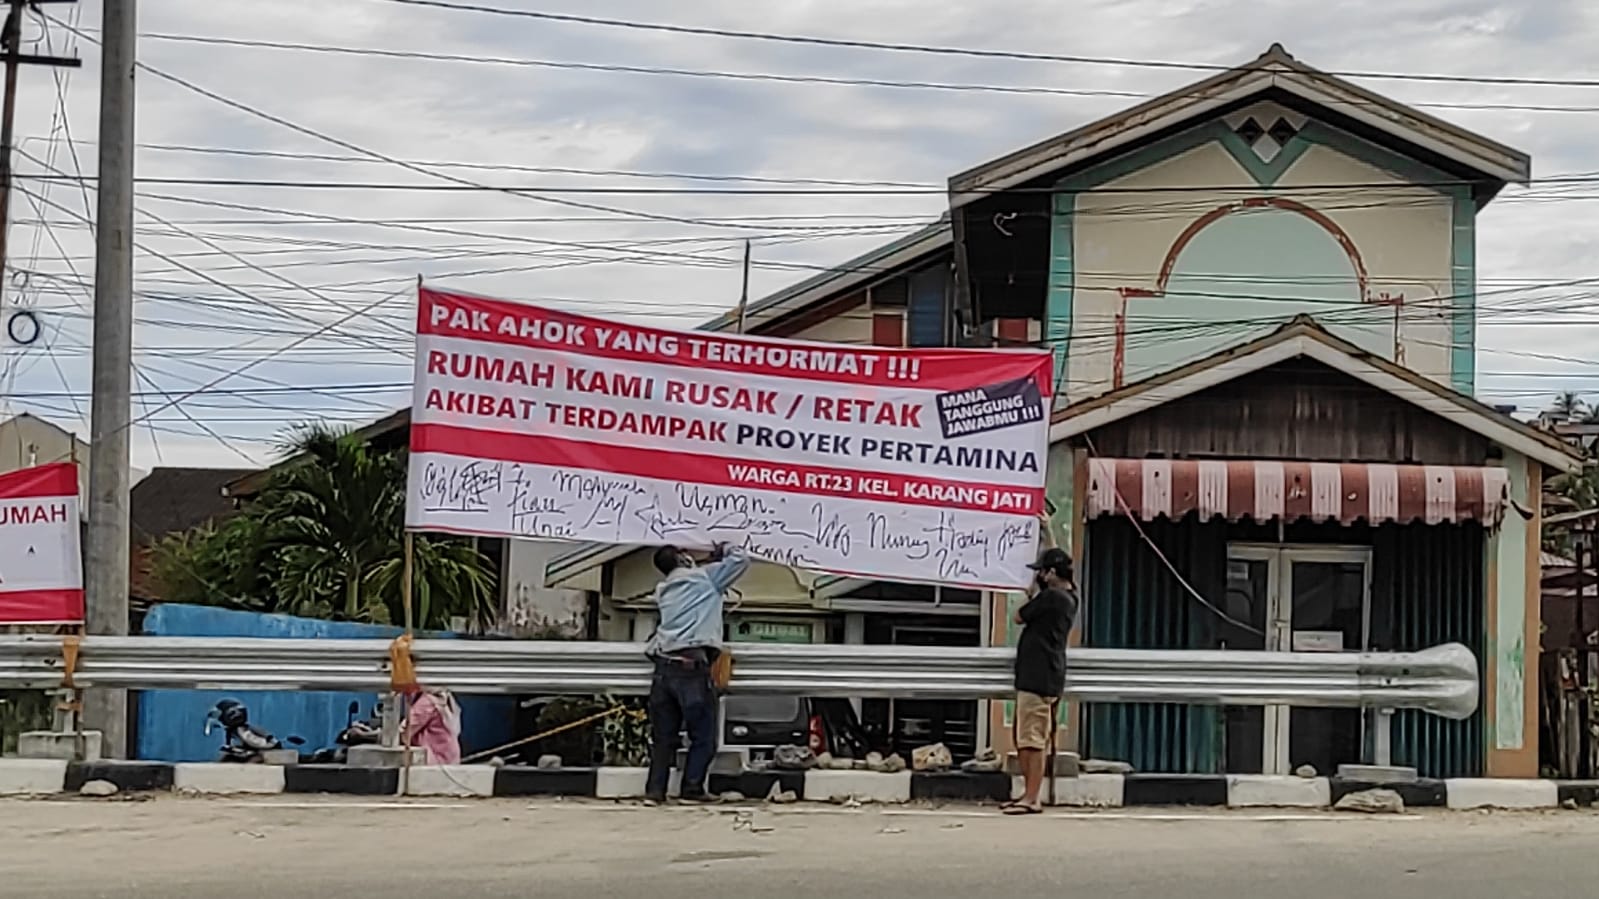 PAK AHOK YANG TERHORMAT !!!
RUMAH KAMI RUSAK / RETAK
AKIBAT TERDAMPAK PROYEK PERTAMINA
MANA
TANGGUNG
JAWABMU !!!
WARGA RT.23 KEL. KARANG JATI
Usman
UMAH
A